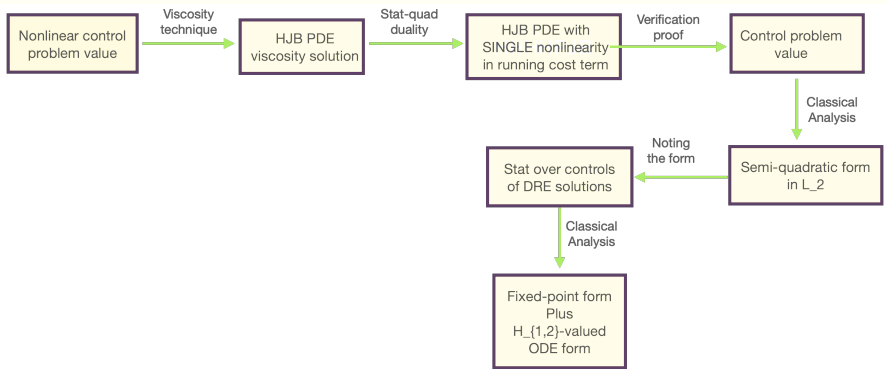 Nonlinear control
problem value
Viscosity
technique
HJB PDE
viscosity solution
Stat-quad
duality
HJB PDE with
SINGLE nonlinearity
in running cost term
Verification
proof
Control problem
value
Classical
Analysis
Semi-quadratic form
in L_2
Noting
the form
Stat over controls
of DRE solutions
Classical
Analysis
Fixed-point form
Plus
H_{1,2}-valued
ODE form